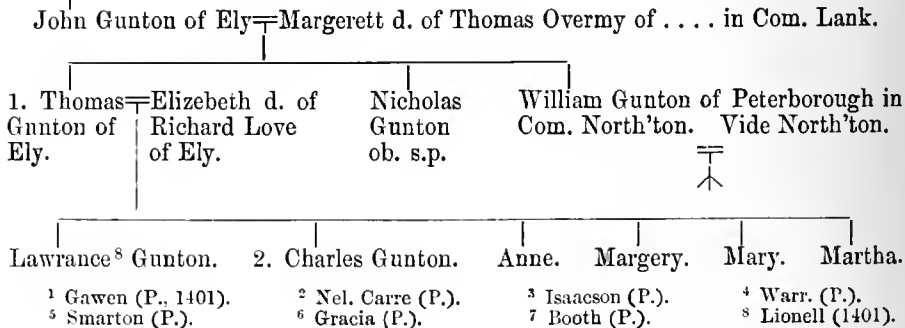 John Gunton of Ely=Margerett d. of Thomas Overmy of . . . . in Com. Lank.
1. Thomas=Elizebeth d. of Nicholas William Gunton of Peterborough in
Gunton of Richard Love Gunton Com. North'ton. Vide North'ton.
Ely. of Ely. ob. s.p.
Lawrance⁸ Gunton. 2. Charles Gunton. Anne. Margery. Mary. Martha.
¹ Gawen (P., 1401). ² Nel. Carre (P.). ³ Isaacson (P.). ⁴ Warr. (P.).
⁵ Smarton (P.). ⁶ Gracia (P.). ⁷ Booth (P.). ⁸ Lionell (1401).